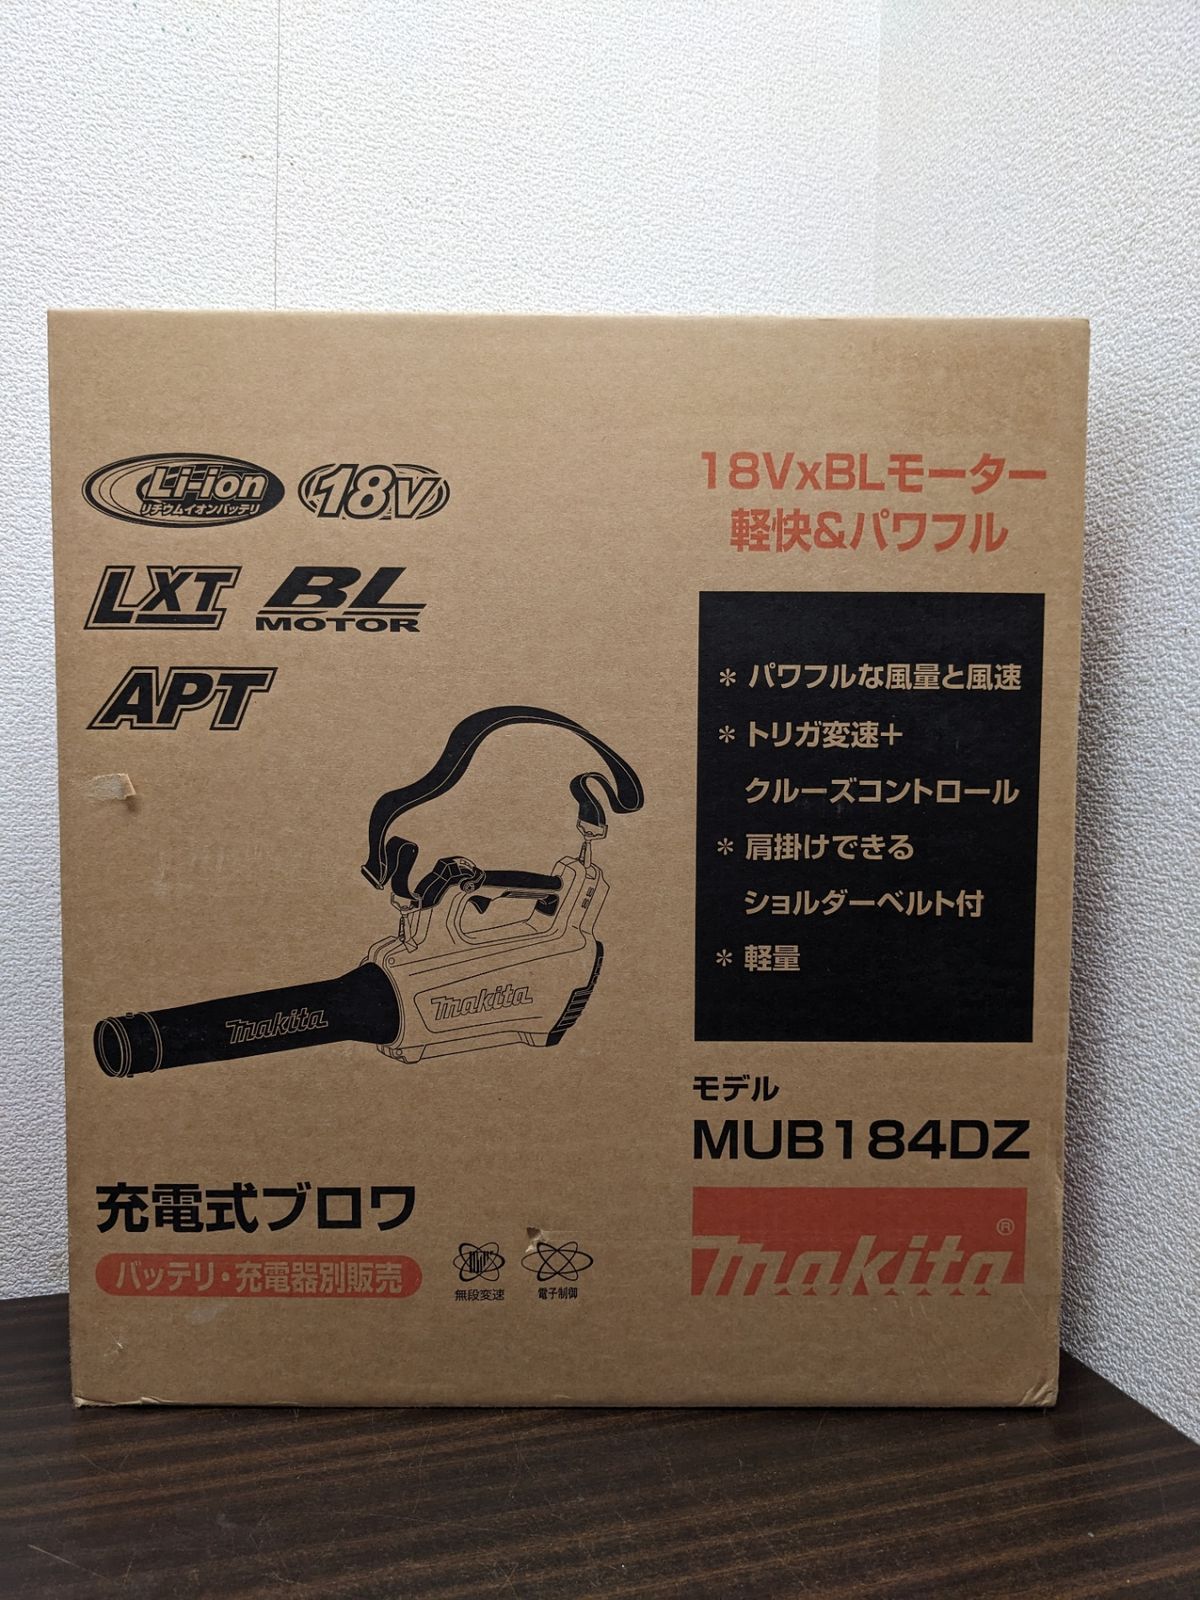 Li-ion
リチウムイオンバッテリ
18V
LXT
BL
MOTOR
APT
18VxBLモーター
軽快&パワフル
* パワフルな風量と風速
* トリガ変速+
クルーズコントロール
* 肩掛けできる
ショルダーベルト付
* 軽量
makita
makita
モデル
MUB184DZ
充電式ブロワ
バッテリ・充電器別販売
無段変速
電子制御
makita®